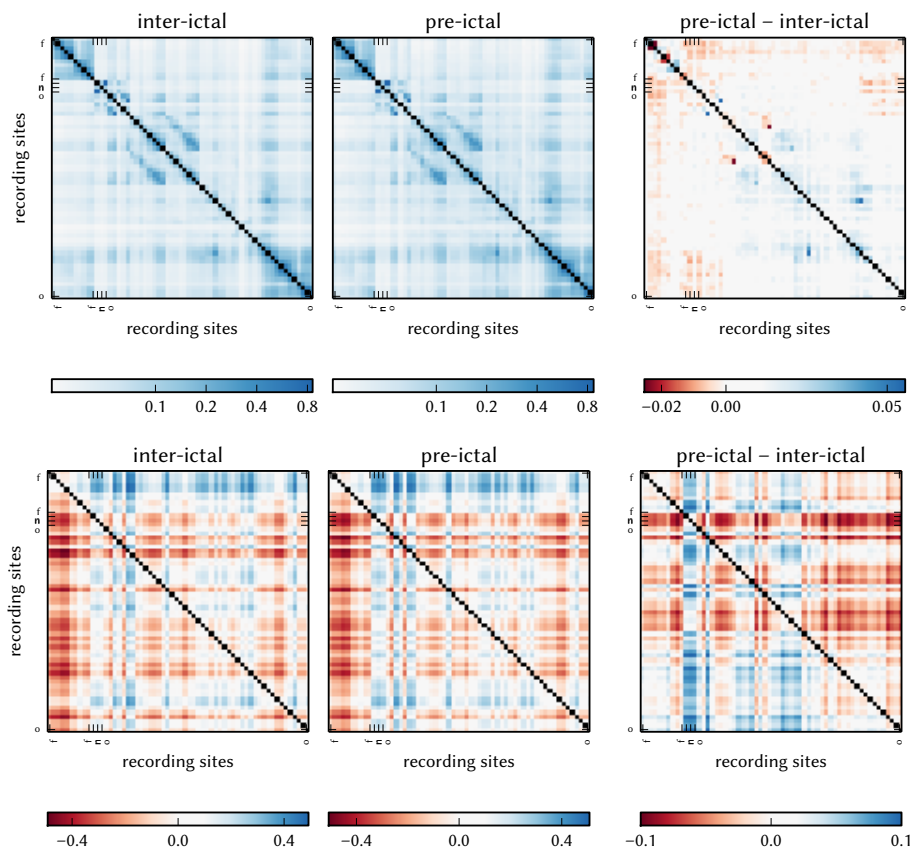 inter-ictal
pre-ictal
pre-ictal – inter-ictal
recording sites
f
f
n
o
o
f
f n o
o
f
f n o
o
f
f n o
o
recording sites
recording sites
recording sites
0.1 0.2 0.4 0.8
0.1 0.2 0.4 0.8
−0.02 0.00 0.05
inter-ictal
pre-ictal
pre-ictal – inter-ictal
recording sites
f
f
n
o
o
f
f n o
o
f
f n o
o
f
f n o
o
recording sites
recording sites
recording sites
−0.4 0.0 0.4
−0.4 0.0 0.4
−0.1 0.0 0.1